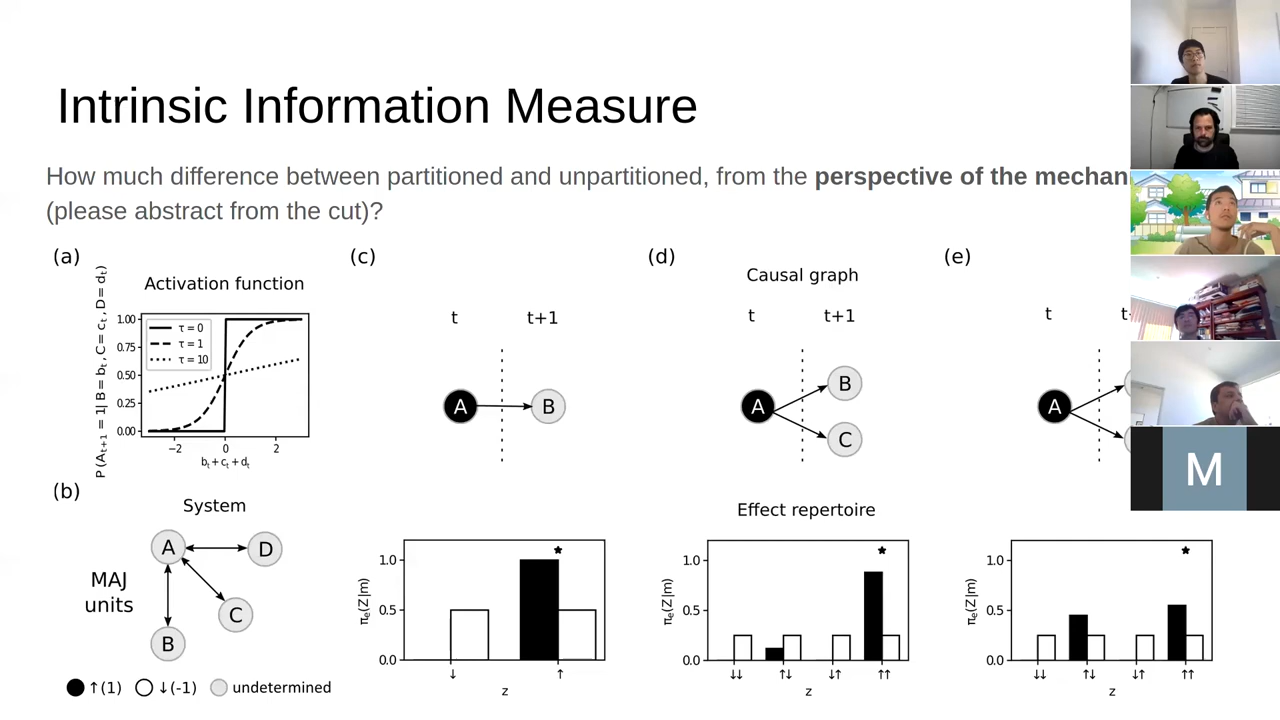 Intrinsic Information Measure
How much difference between partitioned and unpartitioned, from the perspective of the mechan
(please abstract from the cut)?
(a)
Activation function
P(Aₜ₊₁ = 1| B= bₜ, C= cₜ, D= dₜ)
1.00
0.75
0.50
0.25
0.00
τ = 0
τ = 1
τ = 10
−2 0 2
bₜ + cₜ + dₜ
(b)
System
MAJ
units
A
D
C
B
↑(1) ↓(-1) undetermined
(c)
t t+1
A B
πₑ(Z|m)
1.0
0.5
0.0
↓ ↑
z
(d)
Causal graph
t t+1
A
B
C
Effect repertoire
πₑ(Z|m)
1.0
0.5
0.0
↓↓ ↑↓ ↓↑ ↑↑
z
(e)
t t-
A
πₑ(Z|m)
1.0
0.5
0.0
↓↓ ↑↓ ↓↑ ↑↑
z
M